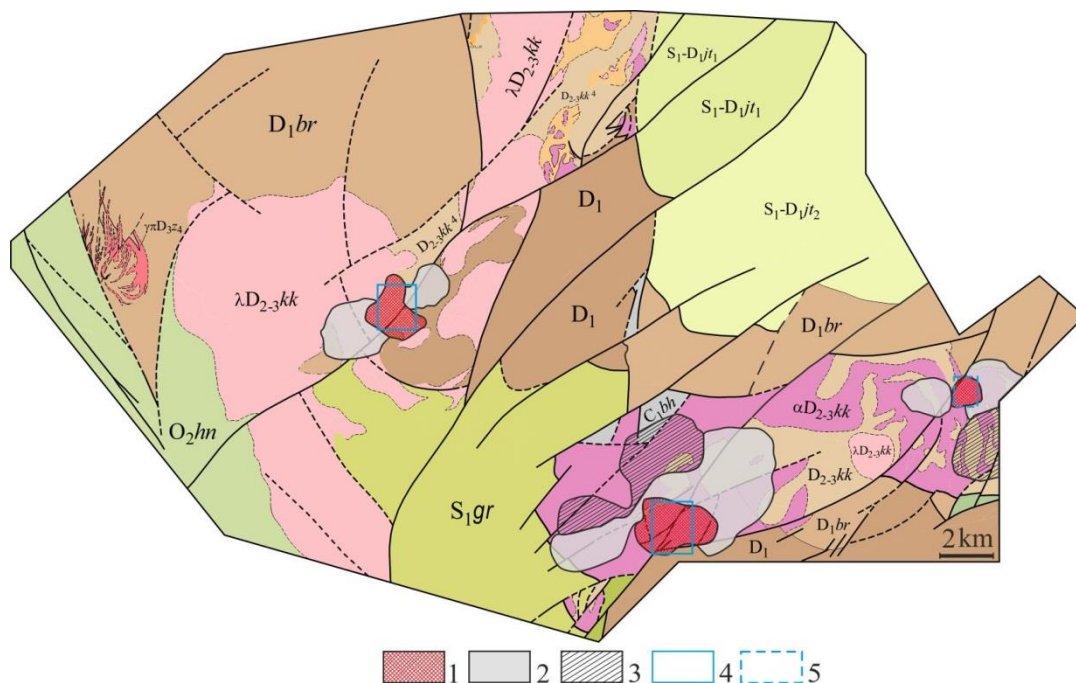 λD₂₋₃kk
D₂₋₃kk⁴
S₁-D₁jt₁
S₁-D₁jt₁
D₁br
D₁
S₁-D₁jt₂
γπD₃z₄
D₂₋₃kk⁴
λD₂₋₃kk
D₁
D₁br
O₂hn
C₁bh
αD₂₋₃kk
λD₂₋₃kk
D₂₋₃kk
S₁gr
D₁br
D₁
2 km
1 2 3 4 5